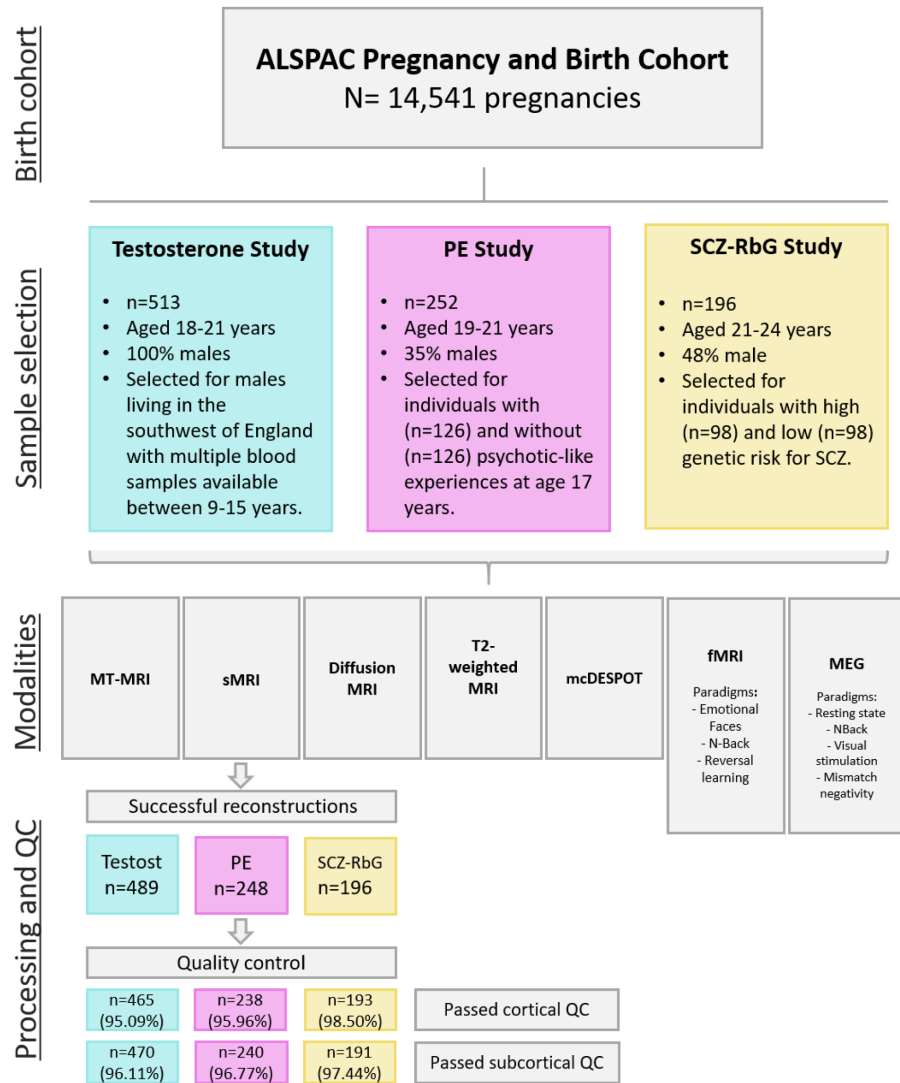 Birth cohort
ALSPAC Pregnancy and Birth Cohort
N= 14,541 pregnancies
Sample selection
Testosterone Study
• n=513
• Aged 18-21 years
• 100% males
• Selected for males
living in the
southwest of England
with multiple blood
samples available
between 9-15 years.
PE Study
• n=252
• Aged 19-21 years
• 35% males
• Selected for
individuals with
(n=126) and without
(n=126) psychotic-like
experiences at age 17
years.
SCZ-RbG Study
• n=196
• Aged 21-24 years
• 48% male
• Selected for
individuals with high
(n=98) and low (n=98)
genetic risk for SCZ.
Modalities
MT-MRI
sMRI
Diffusion
MRI
T2-
weighted
MRI
mcDESPOT
fMRI
Paradigms:
- Emotional
Faces
- N-Back
- Reversal
learning
MEG
Paradigms:
- Resting state
- NBack
- Visual
stimulation
- Mismatch
negativity
Processing and QC
Successful reconstructions
Testost
n=489
PE
n=248
SCZ-RbG
n=196
Quality control
n=465
(95.09%)
n=238
(95.96%)
n=193
(98.50%)
Passed cortical QC
n=470
(96.11%)
n=240
(96.77%)
n=191
(97.44%)
Passed subcortical QC